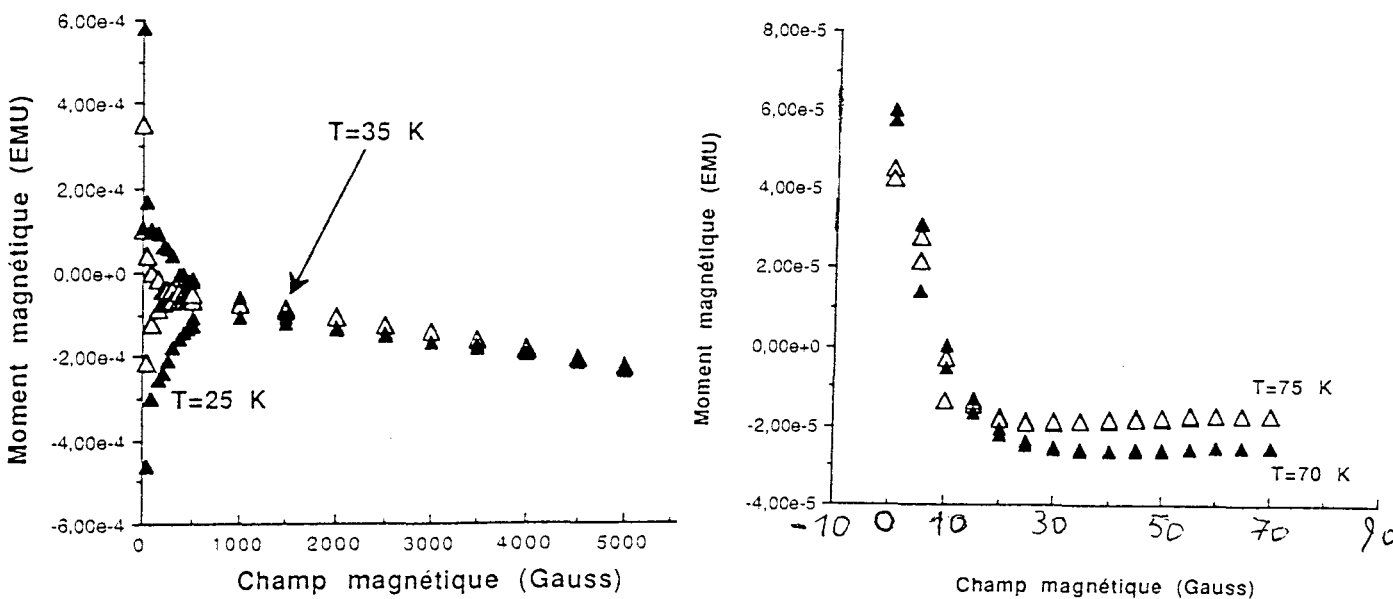 6,00e-4
4,00e-4
2,00e-4
0,00e+0
-2,00e-4
-4,00e-4
-6,00e-4
Moment magnétique (EMU)
T=35 K
T=25 K
0
1000
2000
3000
4000
5000
Champ magnétique (Gauss)
8,00e-5
6,00e-5
4,00e-5
2,00e-5
0,00e+0
-2,00e-5
-4,00e-5
Moment magnétique (EMU)
T=75 K
T=70 K
-10
0
10
30
50
70
90
Champ magnétique (Gauss)